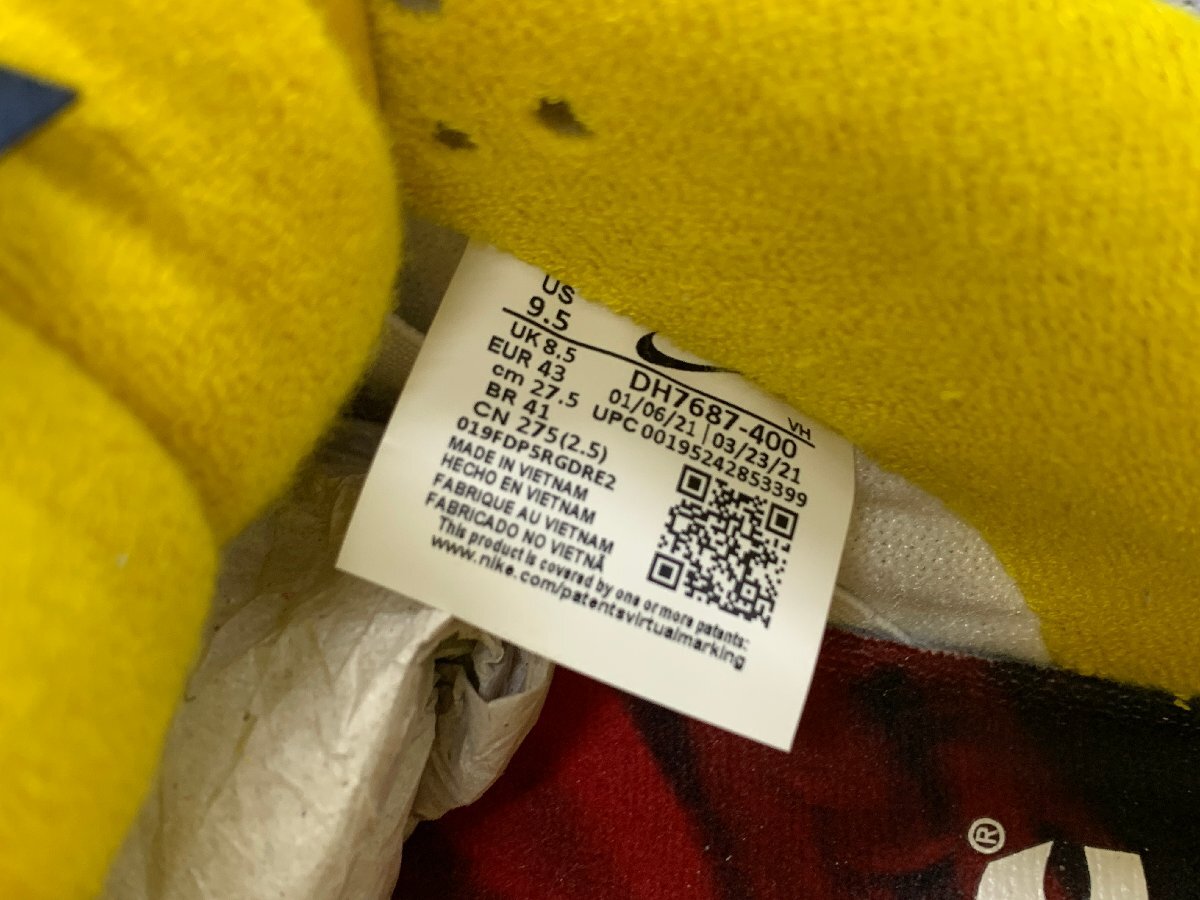 US
9.5
UK 8.5
EUR 43
cm 27.5
BR 41
CN 275(2.5)
019FDPSRGDRE2
MADE IN VIETNAM
HECHO EN VIETNAM
FABRIQUE AU VIETNAM
FABRICADO NO VIETNÃ
This product is covered by one or more patents:
www.nike.com/patentsvirtualmarking
VH
DH7687-400
01/06/21 | 03/23/21
UPC 00195242853399
®